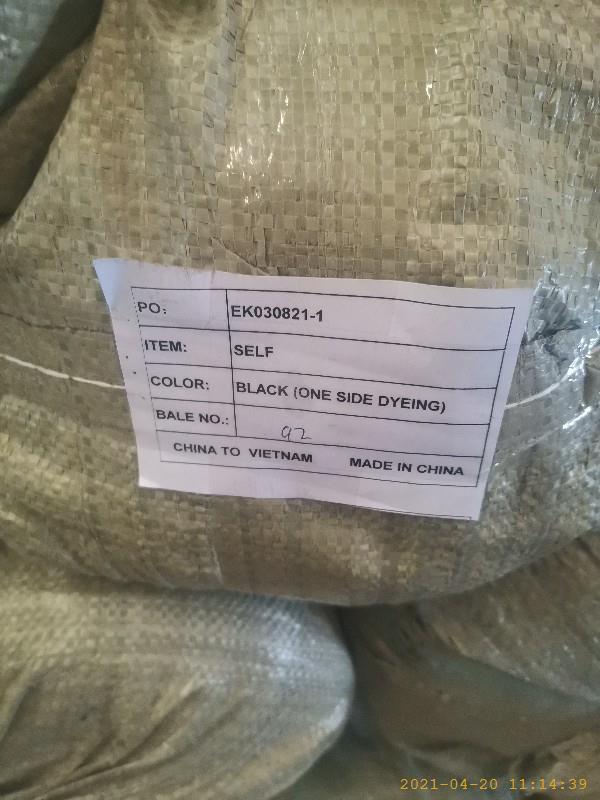 PO: EK030821-1
ITEM: SELF
COLOR: BLACK (ONE SIDE DYEING)
BALE NO.: 92
CHINA TO VIETNAM MADE IN CHINA
2021-04-20 11:14:39